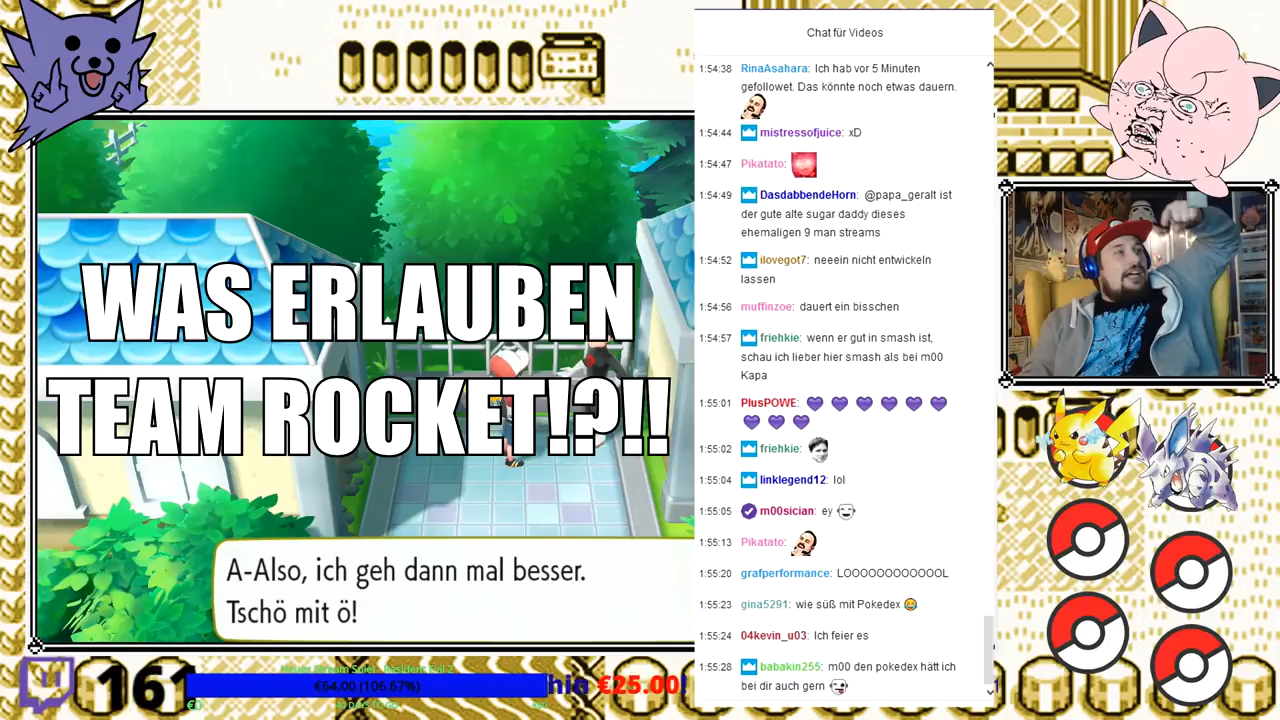 WAS ERLAUBEN
TEAM ROCKET!?!!
A-Also, ich geh dann mal besser.
Tschö mit ö!
Chat für Videos
1:54:38 RinaAsahara: Ich hab vor 5 Minuten
gefollowet. Das könnte noch etwas dauern.
1:54:44 mistressofjuice: xD
1:54:47 Pikatato:
1:54:49 DasdabbendeHorn: @papa_geralt ist
der gute alte sugar daddy dieses
ehemaligen 9 man streams
1:54:52 ilovegot7: neeein nicht entwickeln
lassen
1:54:56 muffinzoe: dauert ein bisschen
1:54:57 friehkie: wenn er gut in smash ist,
schau ich lieber hier smash als bei m00
Kapa
1:55:01 PlusPOWE:
1:55:02 friehkie:
1:55:04 linklegend12: lol
1:55:05 m00sician: ey
1:55:13 Pikatato:
1:55:20 grafperformance: LOOOOOOOOOOOOL
1:55:23 gina5291: wie süß mit Pokedex
1:55:24 04kevin_u03: Ich feier es
1:55:28 babakin255: m00 den pokedex hätt ich
bei dir auch gern
161
€64.00 (106.67%)
hin €25.00!
€0